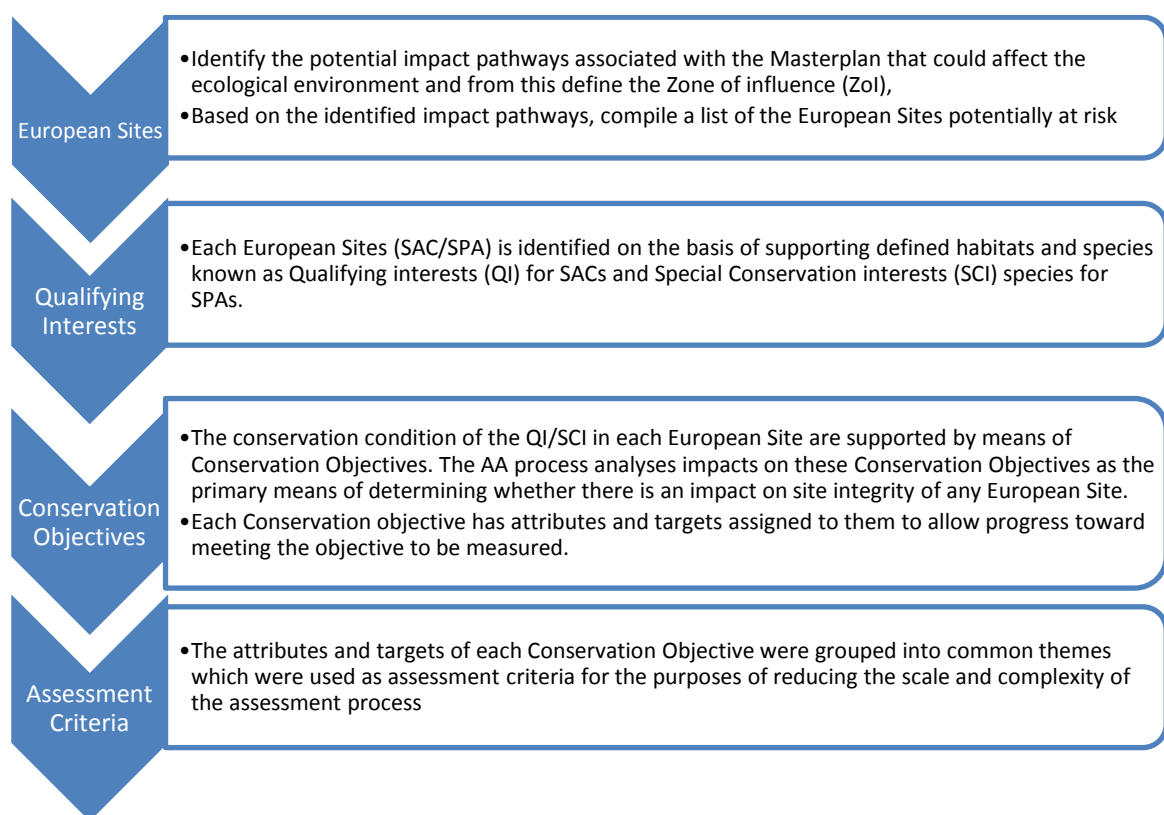 European Sites
•Identify the potential impact pathways associated with the Masterplan that could affect the
ecological environment and from this define the Zone of influence (ZoI),
•Based on the identified impact pathways, compile a list of the European Sites potentially at risk
Qualifying
Interests
•Each European Sites (SAC/SPA) is identified on the basis of supporting defined habitats and species
known as Qualifying interests (QI) for SACs and Special Conservation interests (SCI) species for
SPAs.
Conservation
Objectives
•The conservation condition of the QI/SCI in each European Site are supported by means of
Conservation Objectives. The AA process analyses impacts on these Conservation Objectives as the
primary means of determining whether there is an impact on site integrity of any European Site.
•Each Conservation objective has attributes and targets assigned to them to allow progress toward
meeting the objective to be measured.
Assessment
Criteria
•The attributes and targets of each Conservation Objective were grouped into common themes
which were used as assessment criteria for the purposes of reducing the scale and complexity of
the assessment process